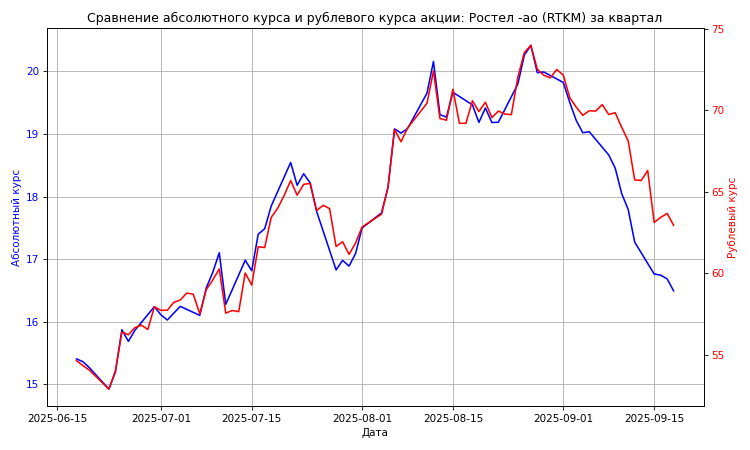 Сравнение абсолютного курса и рублевого курса акции: Ростел -ао (RTKM) за квартал
75
20
70
19
65
18
Абсолютный курс
Рублевый курс
17
60
16
55
15
2025-06-15 2025-07-01 2025-07-15 2025-08-01 2025-08-15 2025-09-01 2025-09-15
Дата